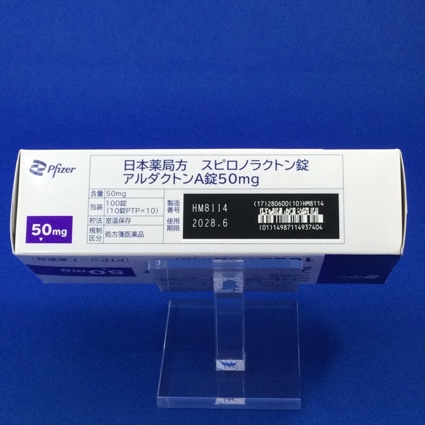 Pfizer
日本薬局方 スピロノラクトン錠
アルダクトンA錠50mg
含量 50mg
包装 100錠
(10錠PTP×10)
貯法 室温保存
規制区分 処方箋医薬品
製造番号 HM8114
使用期限 2028.6
(17)280600(10)HM8114
(01)14987114937404
50mg
50mg